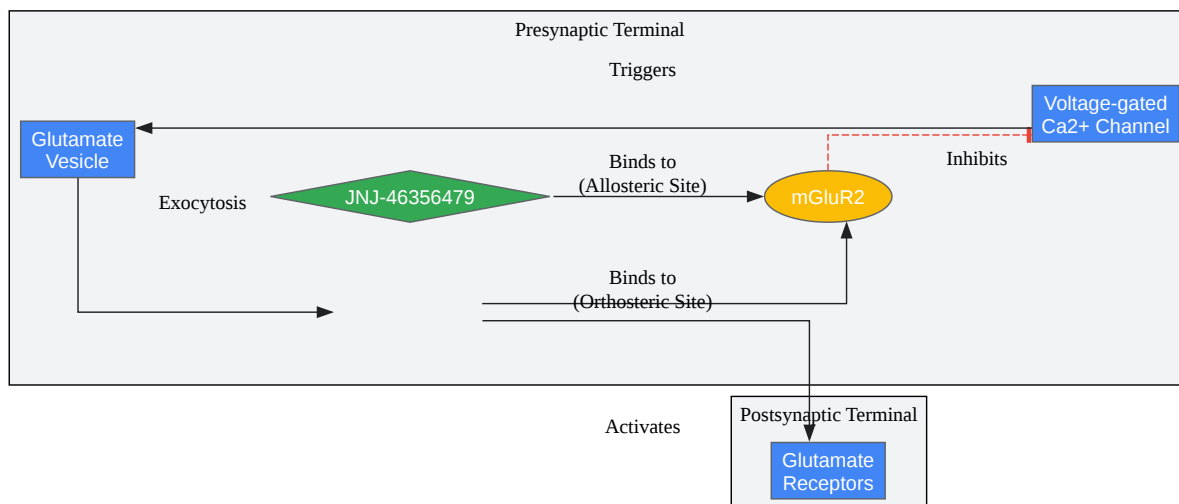 Presynaptic Terminal
Triggers
Voltage-gated
Ca2+ Channel
Glutamate
Vesicle
Inhibits
Binds to
(Allosteric Site)
Exocytosis
JNJ-46356479
mGluR2
Binds to
(Orthosteric Site)
Activates
Postsynaptic Terminal
Glutamate
Receptors